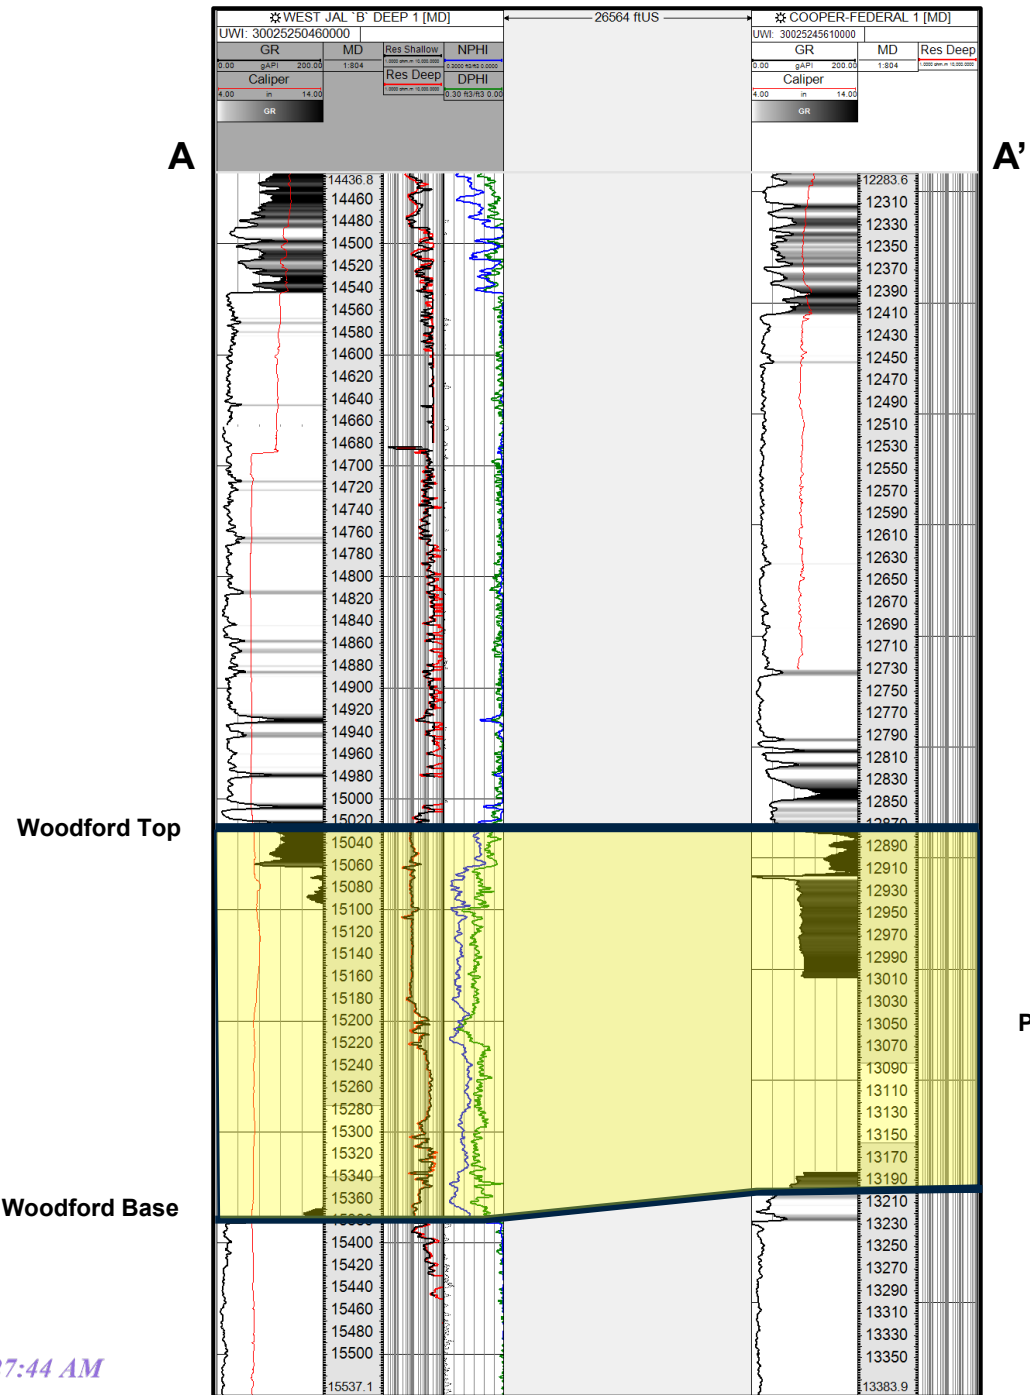 WEST JAL `B` DEEP 1 [MD]
26564 ftUS
COOPER-FEDERAL 1 [MD]
UWI: 30025250460000
UWI: 30025245610000
GR MD Res Shallow NPHI
GR MD Res Deep
0.00 gAPI 200.00 1:804
0.00 gAPI 200.00 1:804
Caliper Res Deep DPHI
Caliper
4.00 in 14.00 0.30 ft3/ft3 0.00
4.00 in 14.00
GR
GR
A
A'
14436.8 12283.6
14460 12310
14480 12330
14500 12350
14520 12370
14540 12390
14560 12410
14580 12430
14600 12450
14620 12470
14640 12490
14660 12510
14680 12530
14700 12550
14720 12570
14740 12590
14760 12610
14780 12630
14800 12650
14820 12670
14840 12690
14860 12710
14880 12730
14900 12750
14920 12770
14940 12790
14960 12810
14980 12830
15000 12850
15020 12870
Woodford Top
15040 12890
15060 12910
15080 12930
15100 12950
15120 12970
15140 12990
15160 13010
15180 13030
15200 13050
P
15220 13070
15240 13090
15260 13110
15280 13130
15300 13150
15320 13170
15340 13190
15360 13210
Woodford Base
15380 13230
15400 13250
15420 13270
15440 13290
15460 13310
15480 13330
15500 13350
15537.1 13383.9
7:44 AM